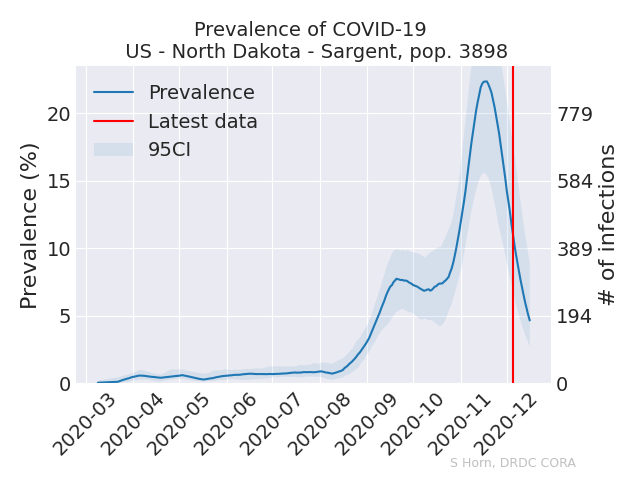 Prevalence of COVID-19
US - North Dakota - Sargent, pop. 3898
Prevalence
Latest data
95CI
Prevalence (%)
20
15
10
5
0
779
584
389
194
0
# of infections
2020-03
2020-04
2020-05
2020-06
2020-07
2020-08
2020-09
2020-10
2020-11
2020-12
S Horn, DRDC CORA